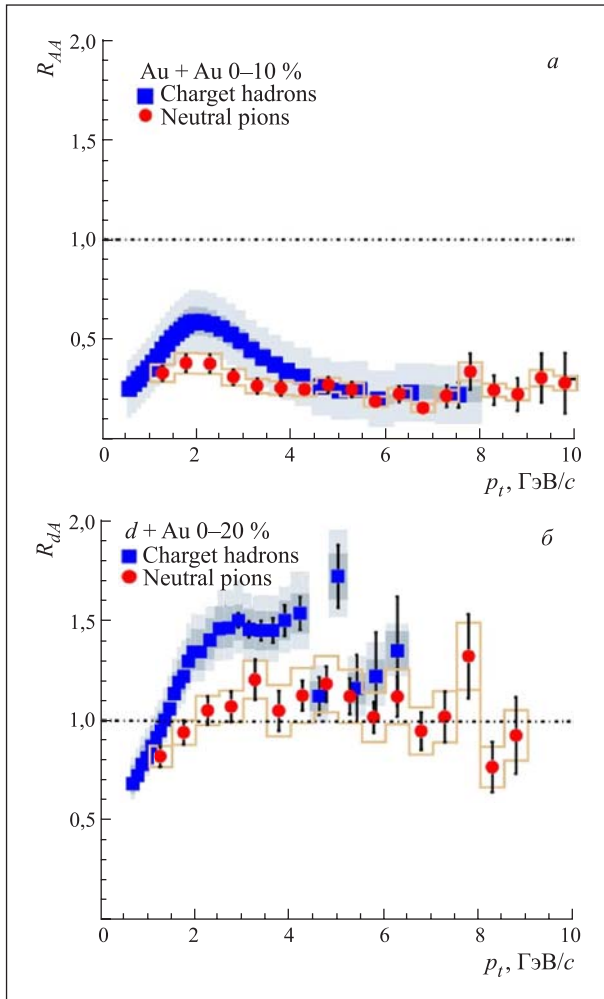 R_AA
2,0
а
Au + Au 0–10 %
Charget hadrons
Neutral pions
1,5
1,0
0,5
0 2 4 6 8 10
p_t, ГэВ/c
R_dA
2,0
б
d + Au 0–20 %
Charget hadrons
Neutral pions
1,5
1,0
0,5
0 2 4 6 8 10
p_t, ГэВ/c